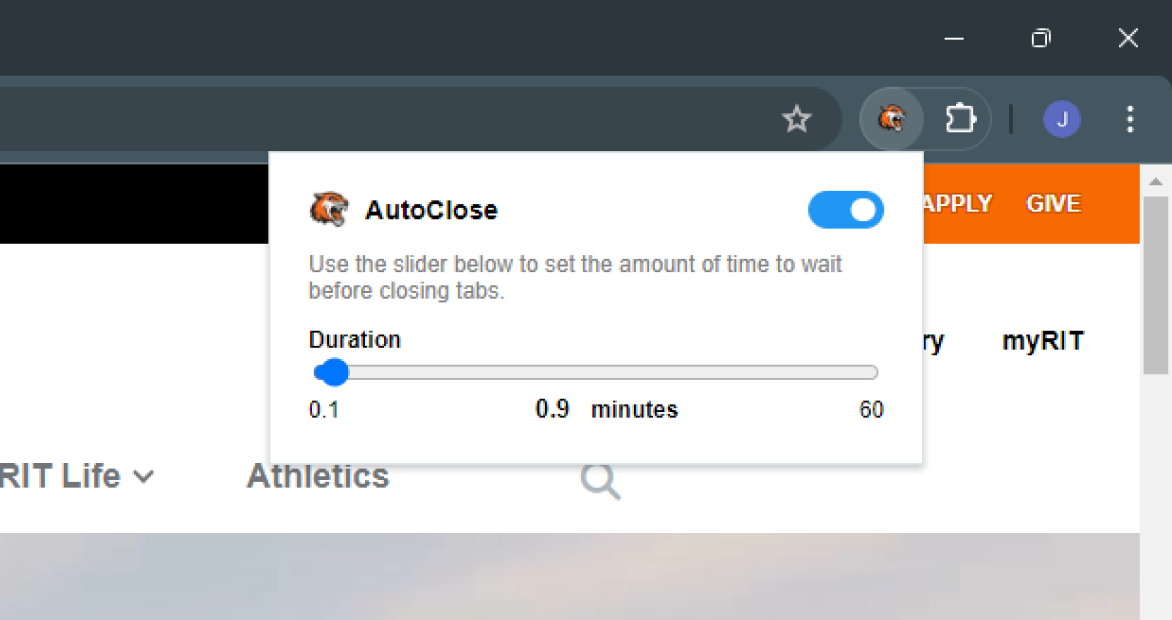 J
AutoClose
APPLY GIVE
Use the slider below to set the amount of time to wait
before closing tabs.
Duration
ry myRIT
0.1 0.9 minutes 60
RIT Life Athletics